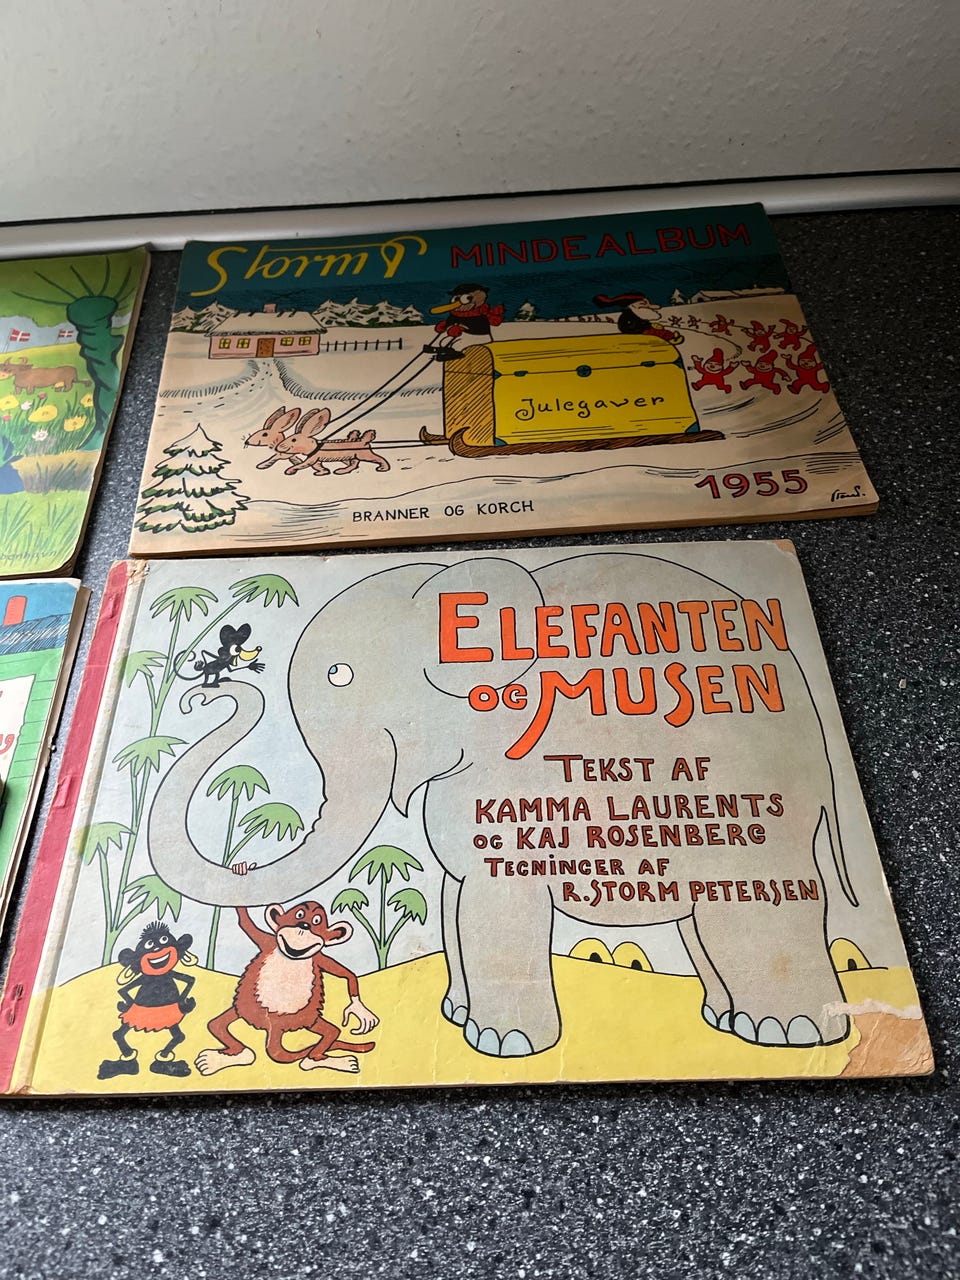 Storm P MINDEALBUM
Julegaver
1955
BRANNER OG KORCH
Storm P.
ELEFANTEN
OG MUSEN
TEKST AF
KAMMA LAURENTS
OG KAJ ROSENBERG
TEGNINGER AF
R. STORM PETERSEN